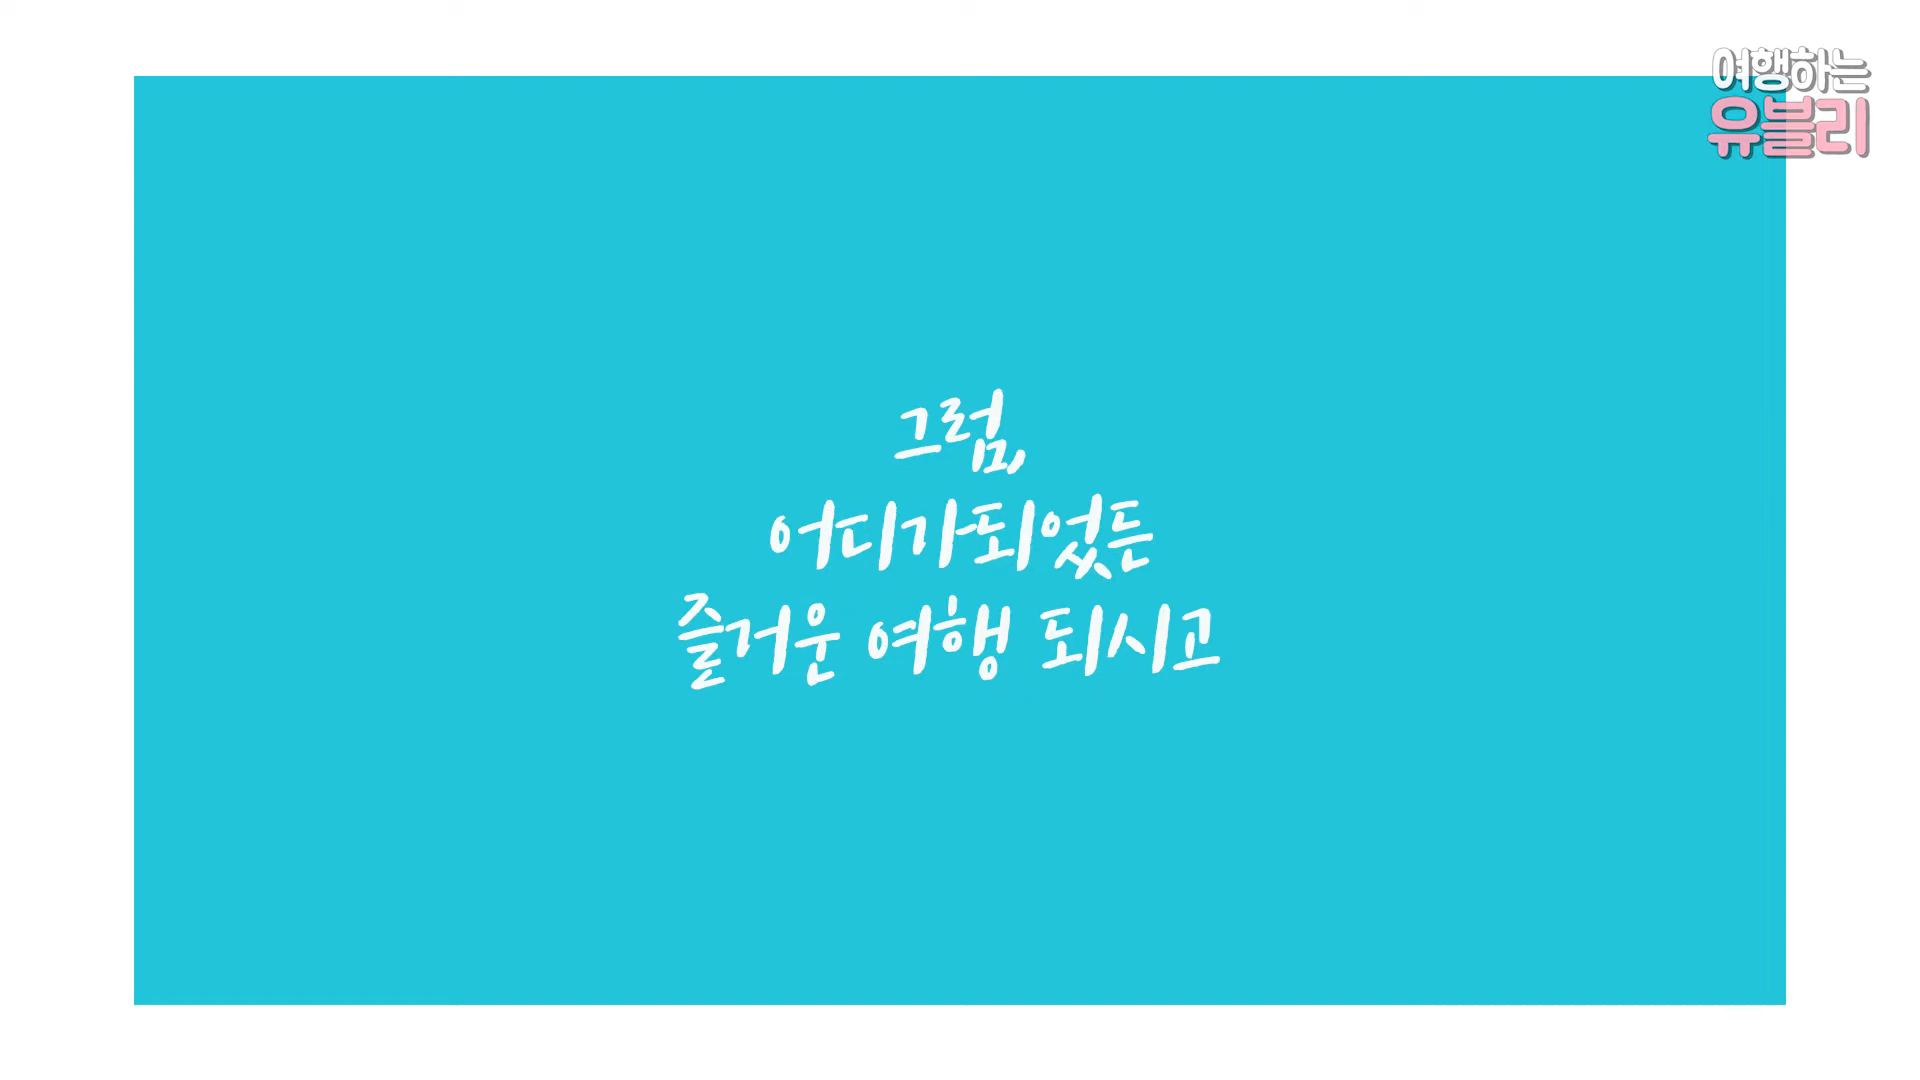 여행하는
유블리
그럼,
어디가되었든
즐거운 여행 되시고